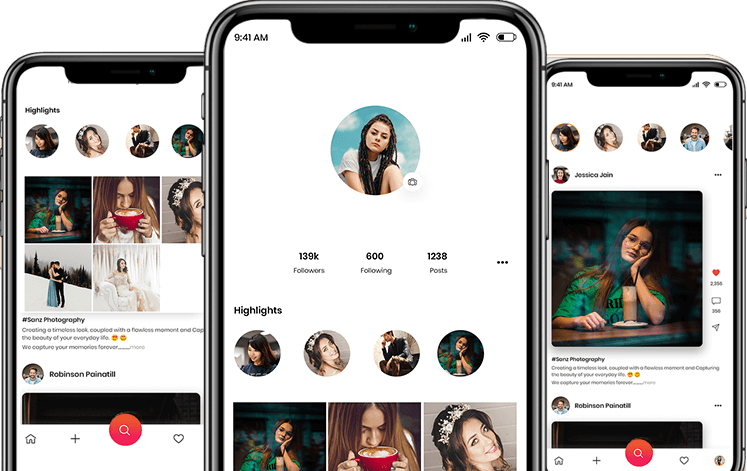 Highlights
#Sanz Photography
Creating a timeless look, coupled with a flawless moment and Capturing
the beauty of your everyday life. 😍 😊
We capture your memories forever.........more
Robinson Painatill
9:41 AM
139k
Followers
600
Following
1238
Posts
Highlights
9:41 AM
Jessica Jain
2,356
356
#Sanz Photography
Creating a timeless look, coupled with a flawless moment and Capturing
the beauty of your everyday life. 😍 😊
We capture your memories forever.........more
Robinson Painatill